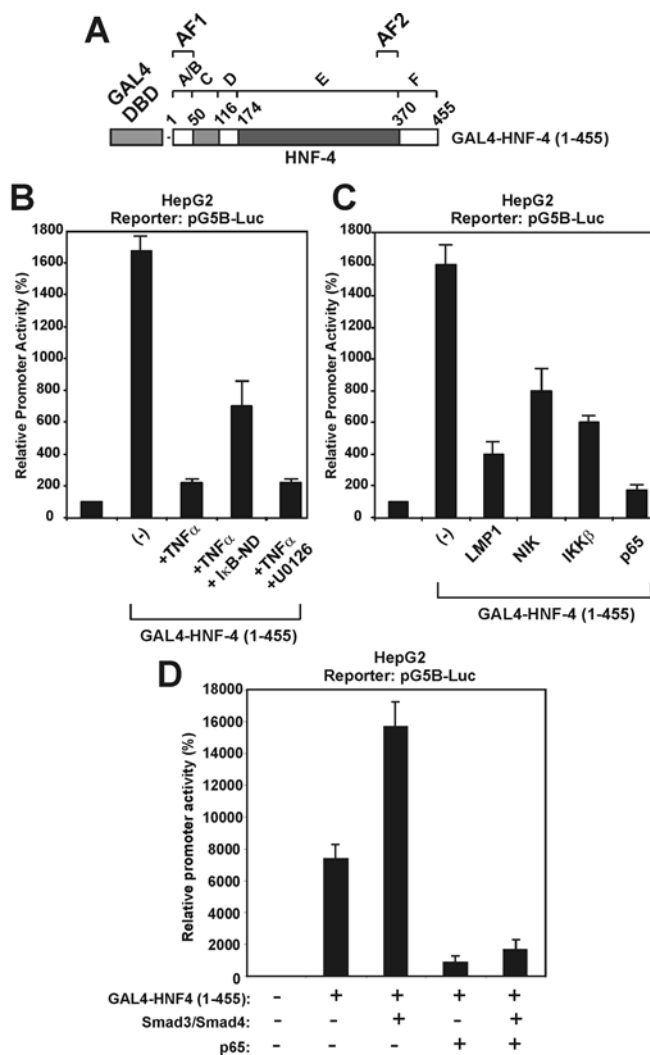 A
AF1
AF2
GAL4
DBD
A/B
C
D
E
F
1
50
116
174
370
455
HNF-4
GAL4-HNF-4 (1-455)
B
HepG2
Reporter: pG5B-Luc
Relative Promoter Activity (%)
1800
1600
1400
1200
1000
800
600
400
200
0
(-)
+TNFα
+TNFα
+ IκB-ND
+TNFα
+U0126
GAL4-HNF-4 (1-455)
C
HepG2
Reporter: pG5B-Luc
Relative Promoter Activity (%)
1800
1600
1400
1200
1000
800
600
400
200
0
(-)
LMP1
NIK
IKKβ
p65
GAL4-HNF-4 (1-455)
D
HepG2
Reporter: pG5B-Luc
Relative promoter activity (%)
18000
16000
14000
12000
10000
8000
6000
4000
2000
0
GAL4-HNF4 (1-455): - + + + +
Smad3/Smad4: - - + - +
p65: - - - + +